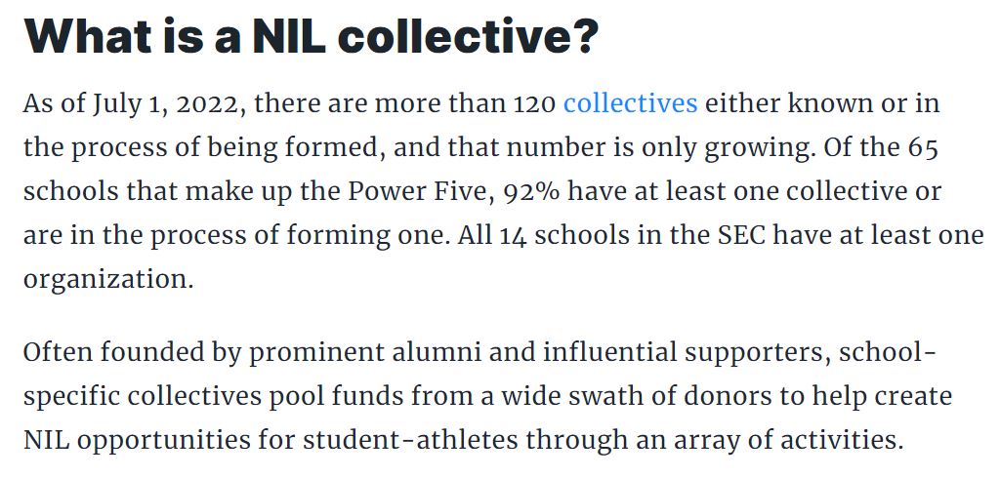 What is a NIL collective?
As of July 1, 2022, there are more than 120 collectives either known or in
the process of being formed, and that number is only growing. Of the 65
schools that make up the Power Five, 92% have at least one collective or
are in the process of forming one. All 14 schools in the SEC have at least one
organization.
Often founded by prominent alumni and influential supporters, school-
specific collectives pool funds from a wide swath of donors to help create
NIL opportunities for student-athletes through an array of activities.